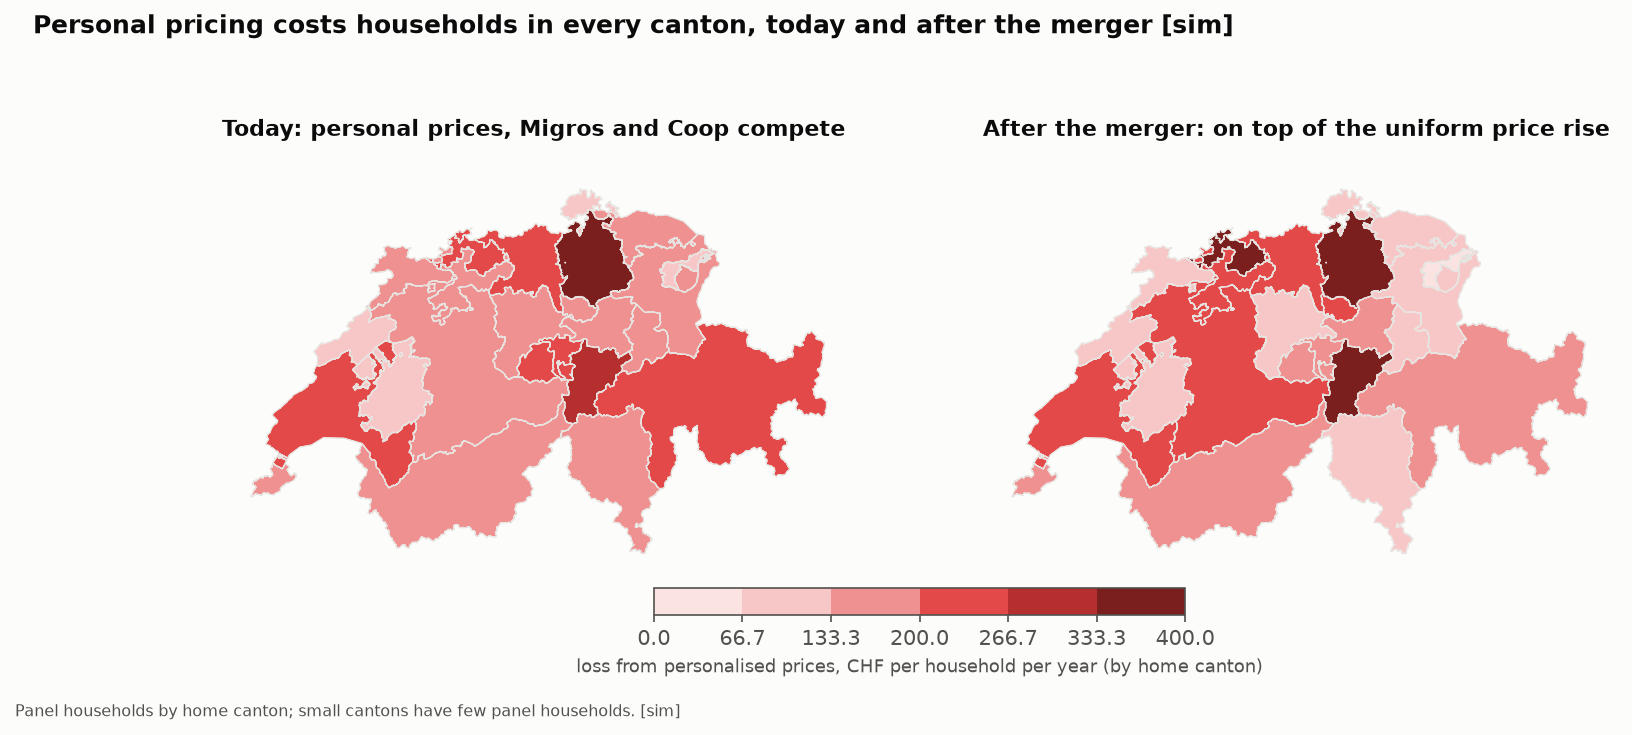 Personal pricing costs households in every canton, today and after the merger [sim]
Today: personal prices, Migros and Coop compete
After the merger: on top of the uniform price rise
0.0 66.7 133.3 200.0 266.7 333.3 400.0
loss from personalised prices, CHF per household per year (by home canton)
Panel households by home canton; small cantons have few panel households. [sim]